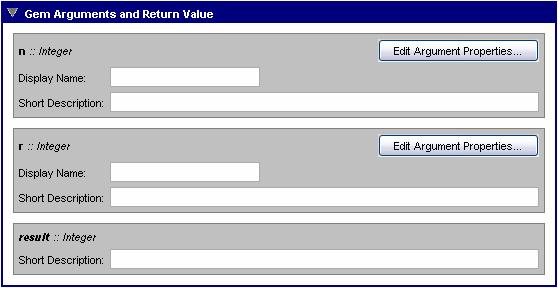 Gem Arguments and Return Value
n :: Integer
Edit Argument Properties...
Display Name:
Short Description:
r :: Integer
Edit Argument Properties...
Display Name:
Short Description:
result :: Integer
Short Description: